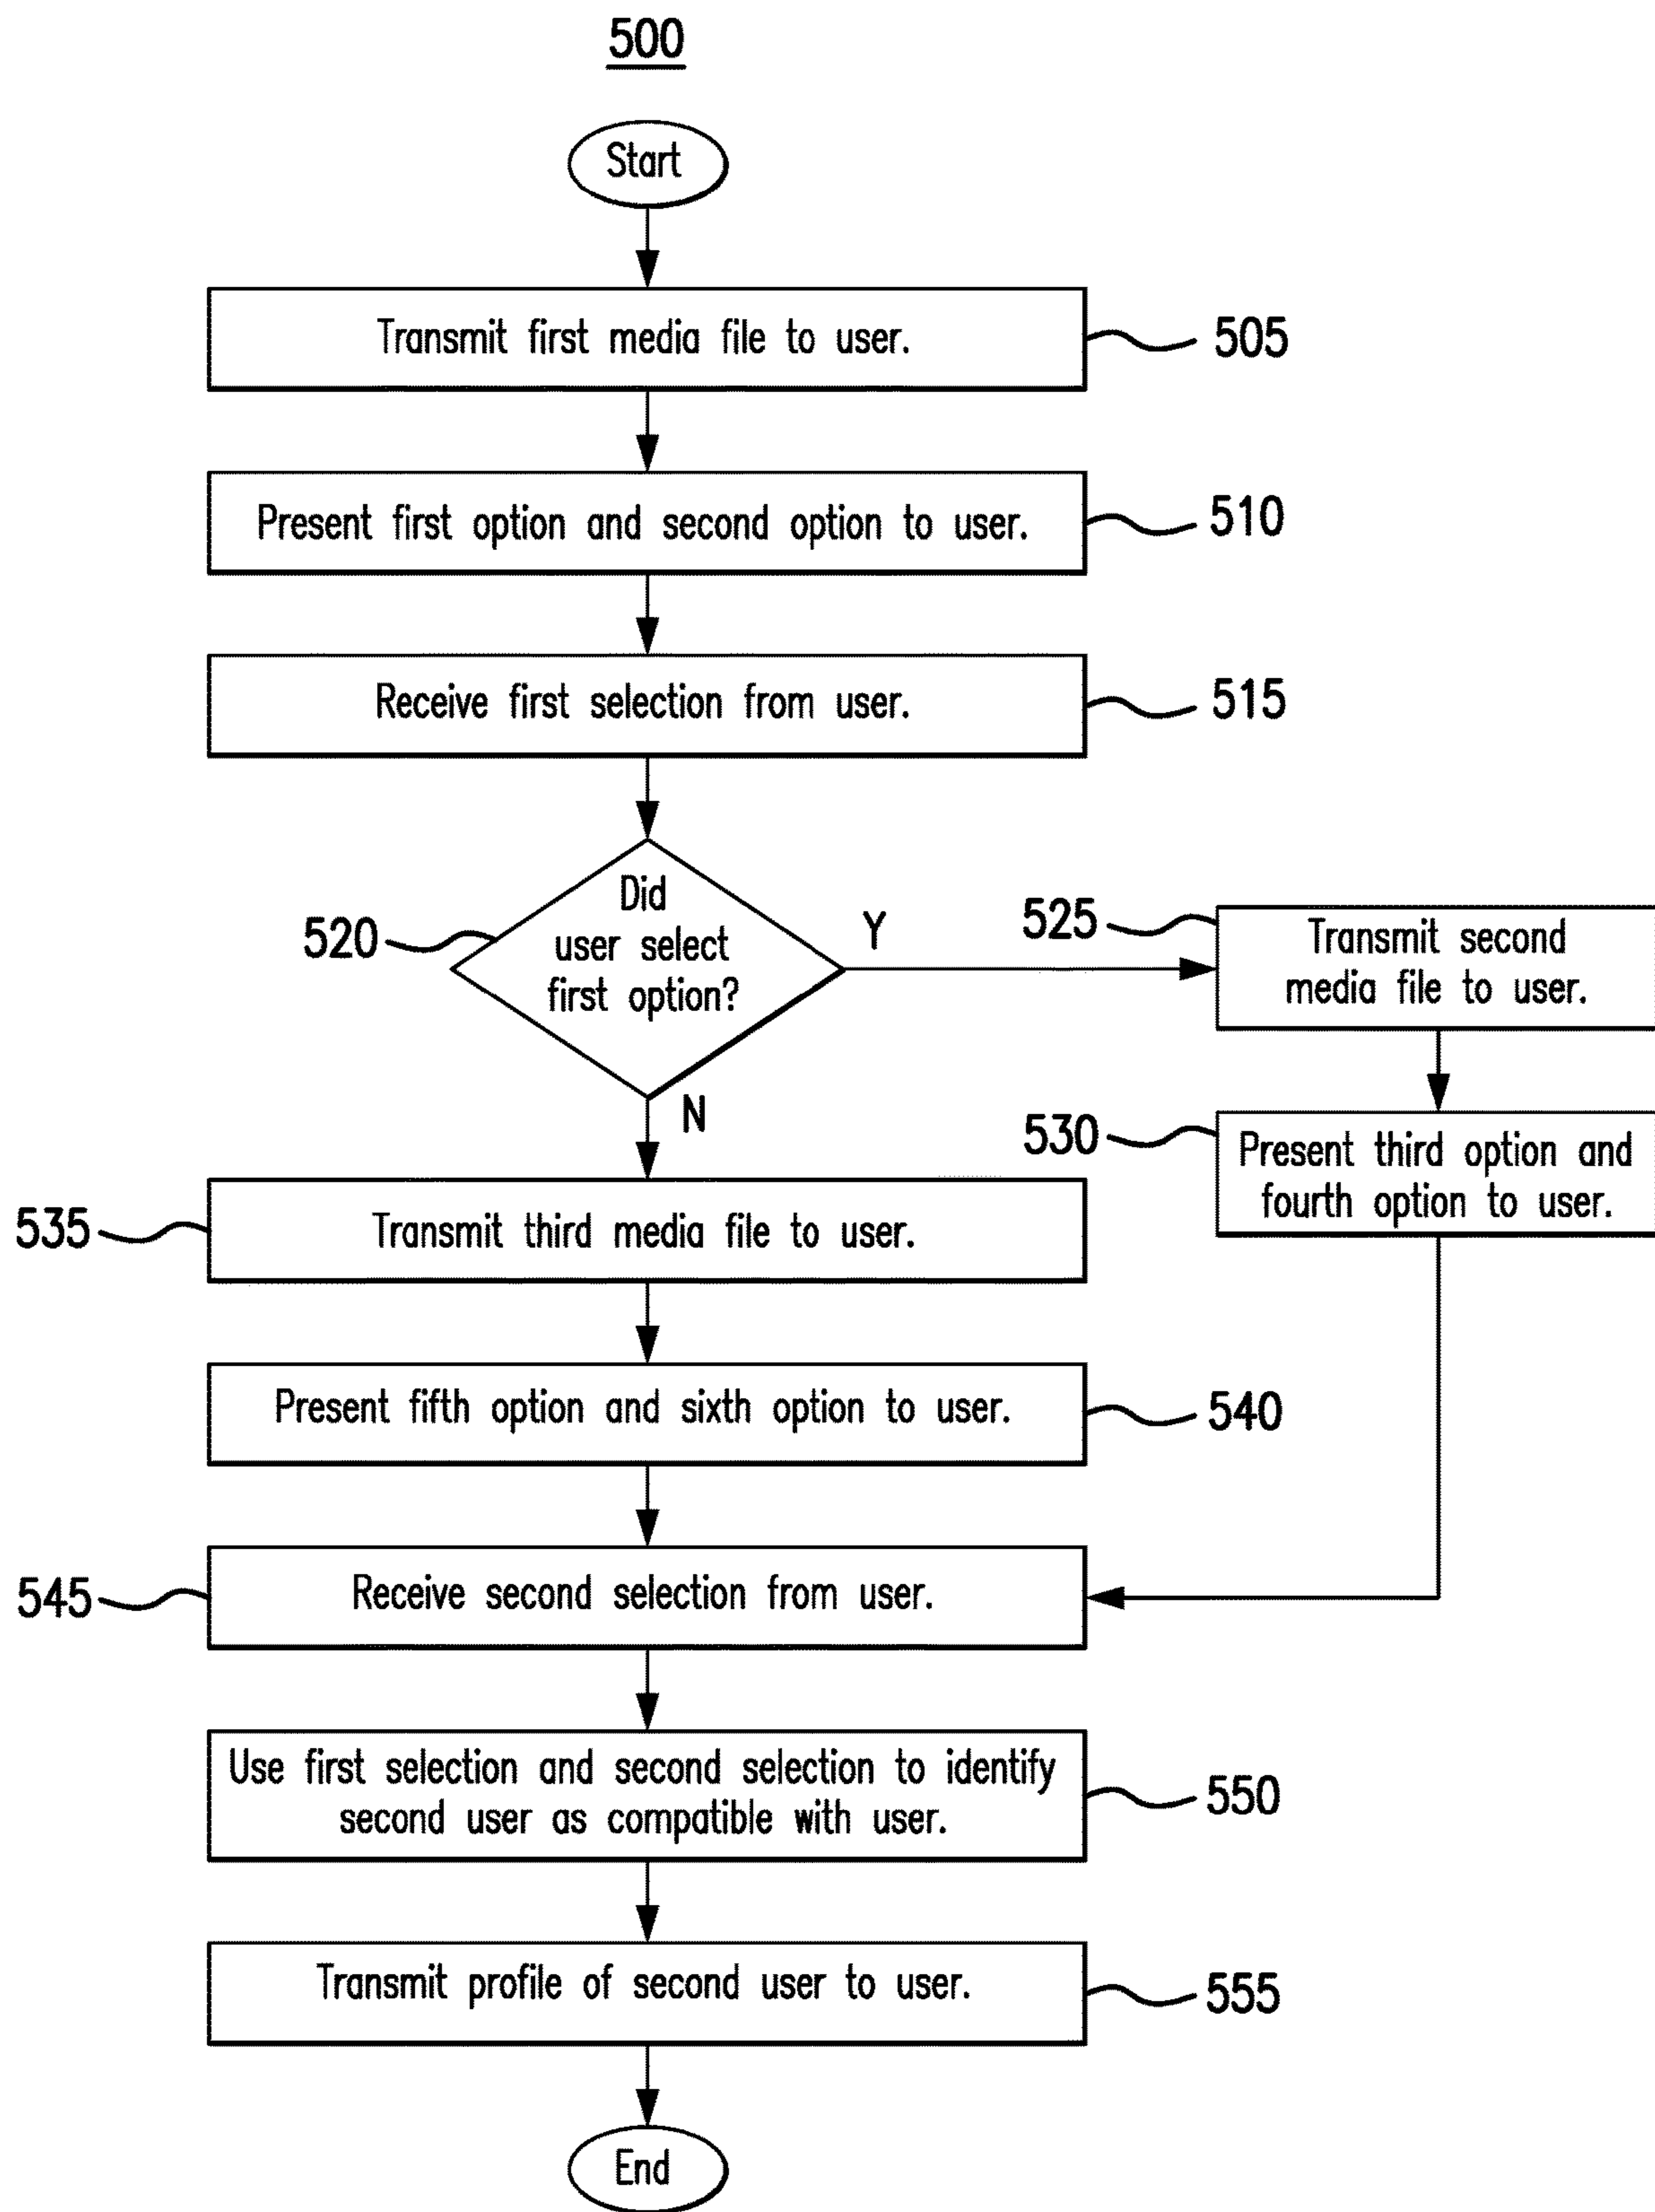 500
Start
Transmit first media file to user.
505
Present first option and second option to user.
510
Receive first selection from user.
515
Did
user select
first option?
520
Y
N
525
Transmit second
media file to user.
530
Present third option and
fourth option to user.
535
Transmit third media file to user.
Present fifth option and sixth option to user.
540
545
Receive second selection from user.
Use first selection and second selection to identify
second user as compatible with user.
550
Transmit profile of second user to user.
555
End